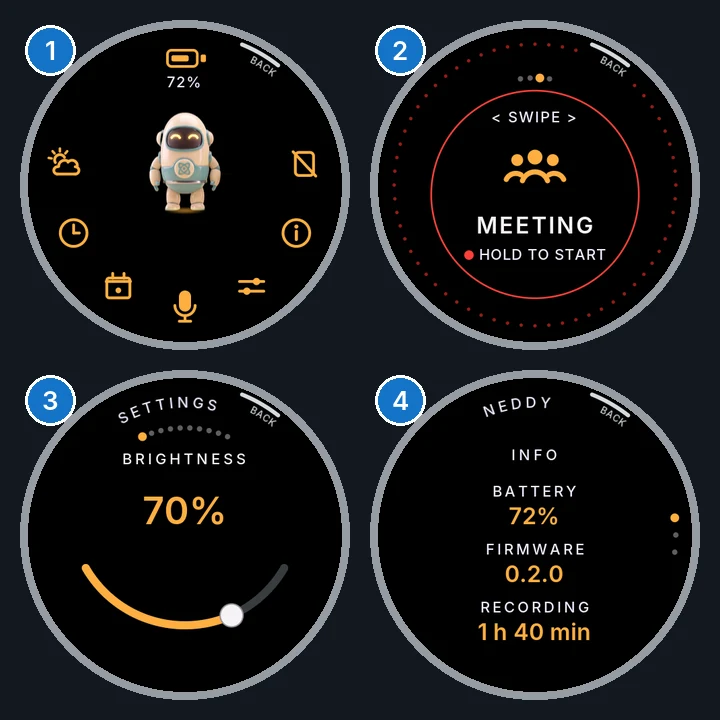 1
BACK
72%
2
BACK
< SWIPE >
MEETING
HOLD TO START
3
SETTINGS
BACK
BRIGHTNESS
70%
4
NEDDY
BACK
INFO
BATTERY
72%
FIRMWARE
0.2.0
RECORDING
1 h 40 min